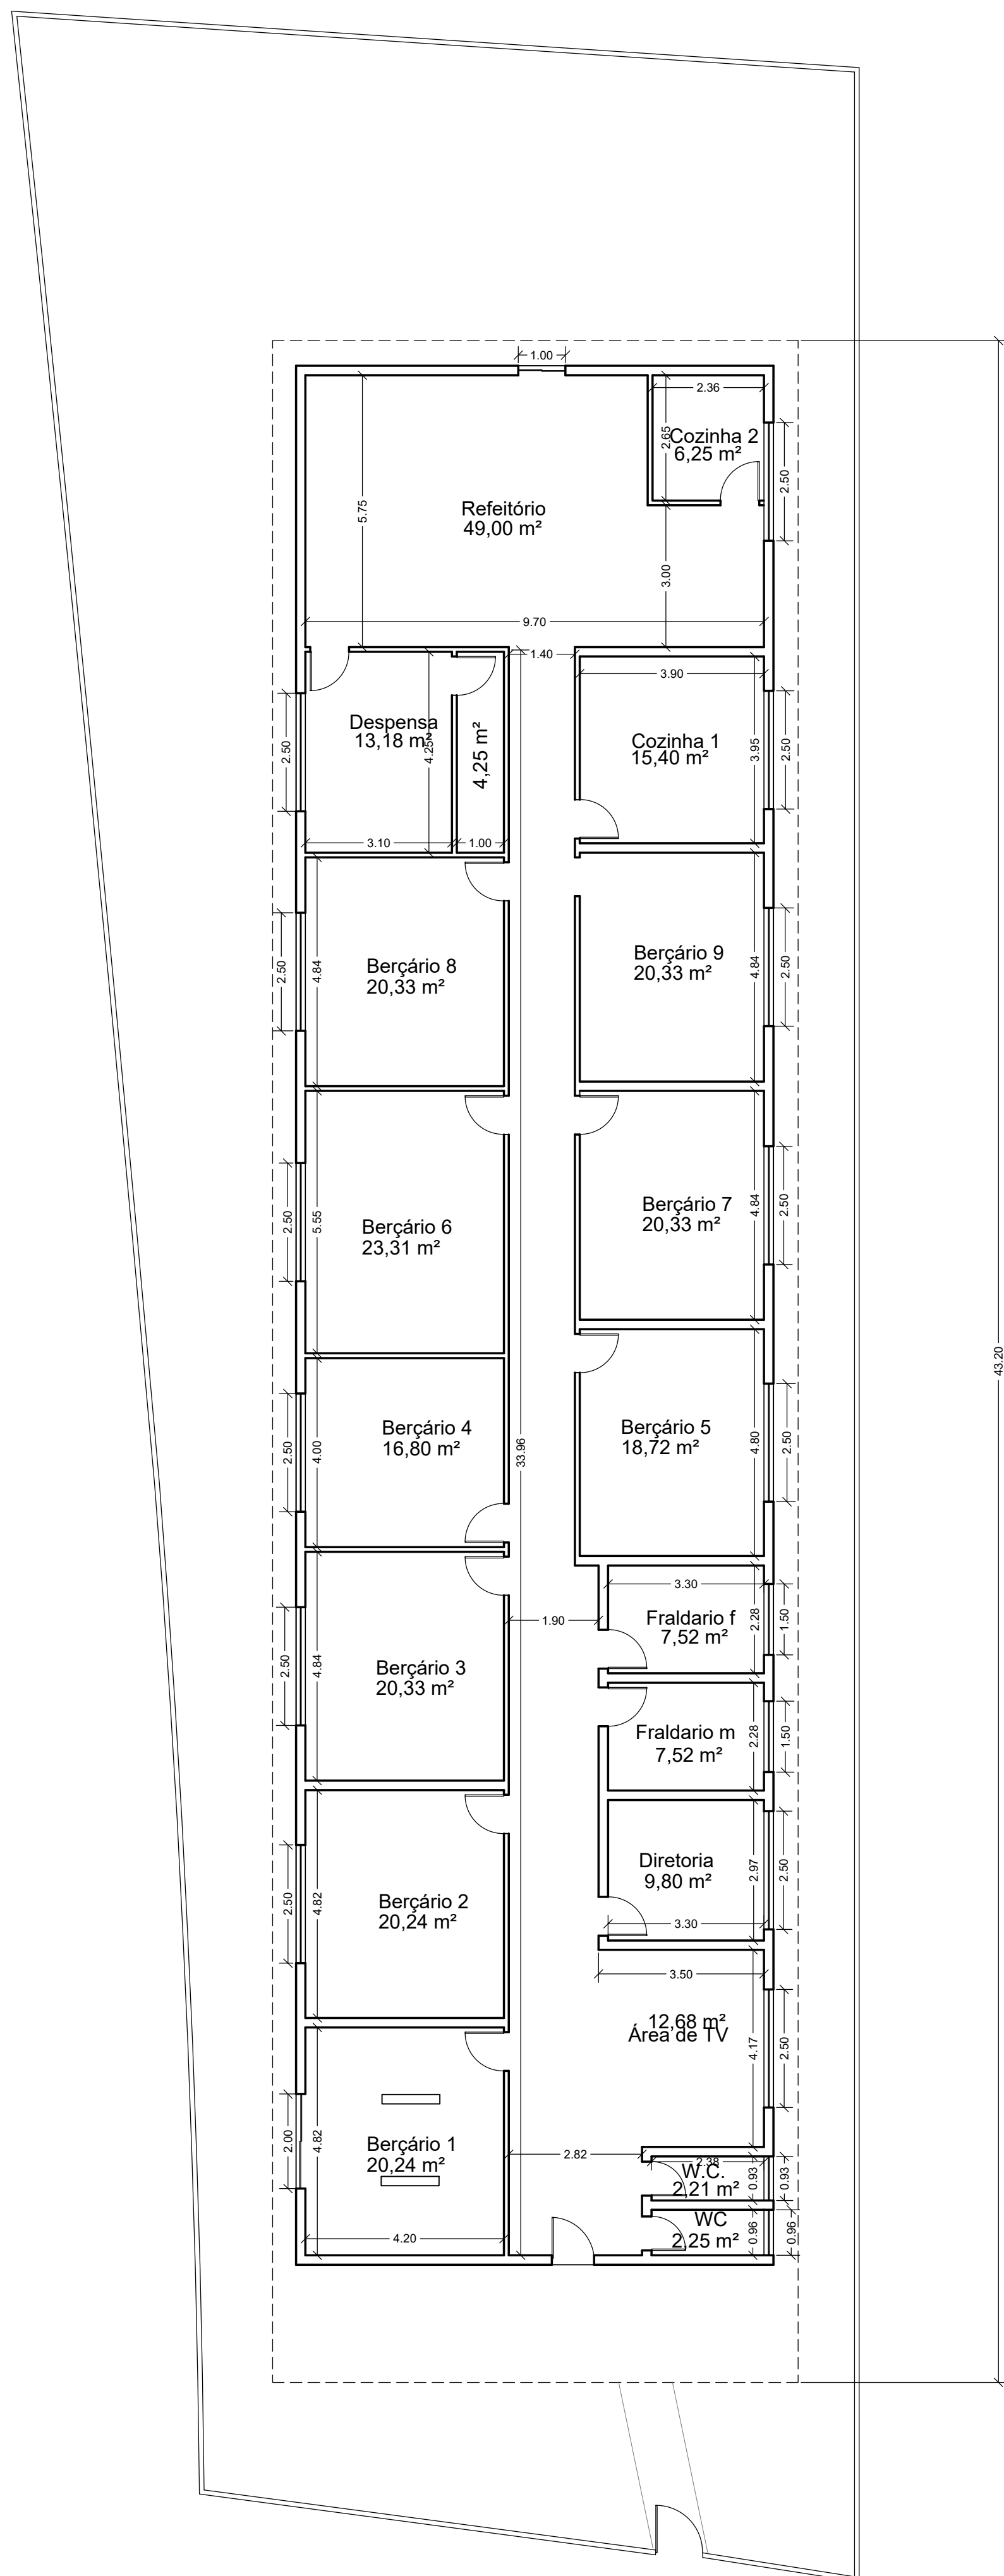 1.00
2.36
2.65
Cozinha 2
6,25 m²
2.50
5.75
Refeitório
49,00 m²
3.00
9.70
1.40
3.90
Despensa
13,18 m²
4.25
4,25 m²
2.50
Cozinha 1
15,40 m²
3.95
2.50
3.10
1.00
Berçário 8
20,33 m²
2.50
4.84
Berçário 9
20,33 m²
4.84
2.50
Berçário 6
23,31 m²
2.50
5.55
Berçário 7
20,33 m²
4.84
2.50
43.20
Berçário 4
16,80 m²
2.50
4.00
33.96
Berçário 5
18,72 m²
4.80
2.50
3.30
Fraldario f
7,52 m²
2.28
1.50
1.90
Berçário 3
20,33 m²
2.50
4.84
Fraldario m
7,52 m²
2.28
1.50
Diretoria
9,80 m²
2.97
2.50
3.30
Berçário 2
20,24 m²
2.50
4.82
3.50
12,68 m²
Área de TV
4.17
2.50
Berçário 1
20,24 m²
2.00
4.82
4.20
2.82
2.38
W.C.
2,21 m²
0.93
0.93
WC
2,25 m²
0.96
0.96